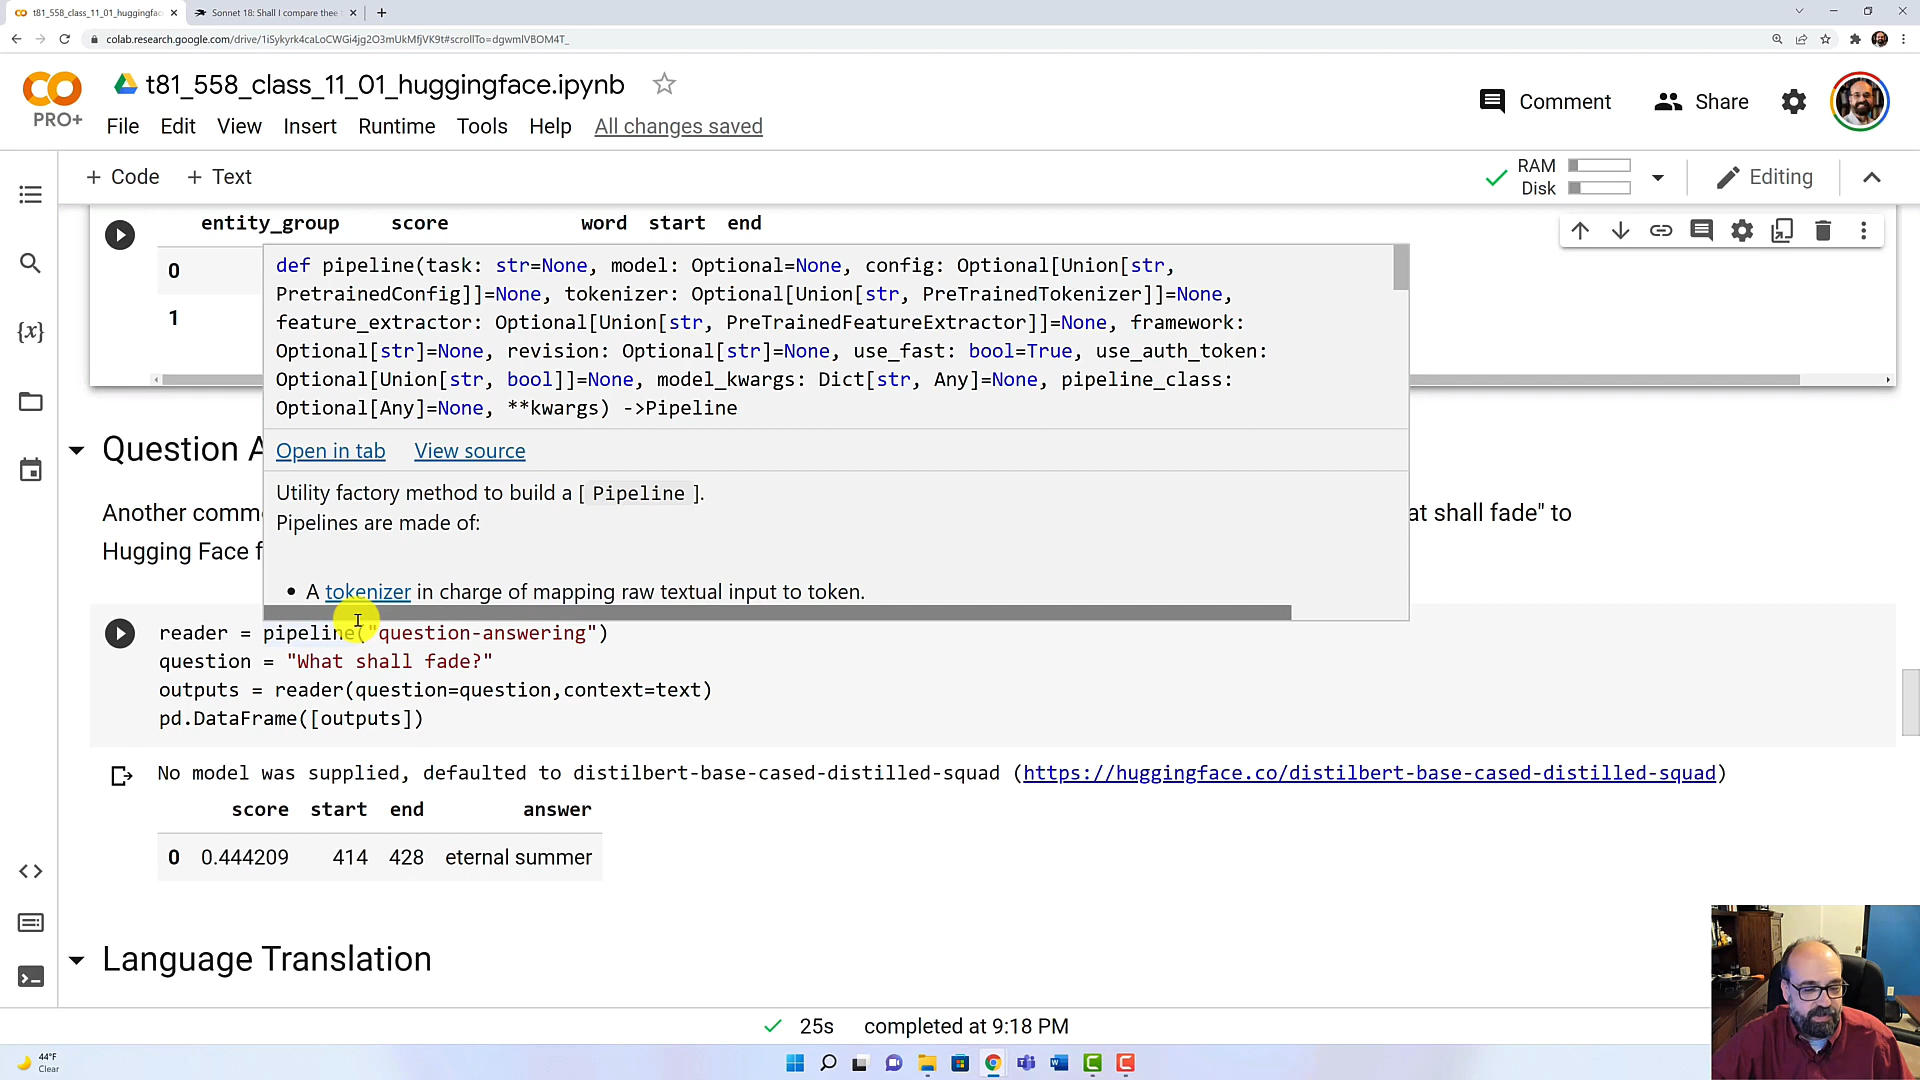 t81_558_class_11_01_huggingfac
Sonnet 18: Shall I compare thee
colab.research.google.com/drive/1iSykyrk4caLoCWGi4jg2O3mUkMfjVK9t#scrollTo=dgwmlVBOM4T_
t81_558_class_11_01_huggingface.ipynb
PRO+
File Edit View Insert Runtime Tools Help All changes saved
Comment Share
+ Code + Text
RAM
Disk
Editing
entity_group score word start end
0
1
def pipeline(task: str=None, model: Optional=None, config: Optional[Union[str,
PretrainedConfig]]=None, tokenizer: Optional[Union[str, PreTrainedTokenizer]]=None,
feature_extractor: Optional[Union[str, PreTrainedFeatureExtractor]]=None, framework:
Optional[str]=None, revision: Optional[str]=None, use_fast: bool=True, use_auth_token:
Optional[Union[str, bool]]=None, model_kwargs: Dict[str, Any]=None, pipeline_class:
Optional[Any]=None, **kwargs) ->Pipeline
Open in tab View source
Utility factory method to build a [ Pipeline ].
Pipelines are made of:
• A tokenizer in charge of mapping raw textual input to token.
Question A
Another comm at shall fade" to
Hugging Face f
reader = pipeline("question-answering")
question = "What shall fade?"
outputs = reader(question=question,context=text)
pd.DataFrame([outputs])
No model was supplied, defaulted to distilbert-base-cased-distilled-squad (https://huggingface.co/distilbert-base-cased-distilled-squad)
score start end answer
0 0.444209 414 428 eternal summer
Language Translation
25s completed at 9:18 PM
44°F
Clear